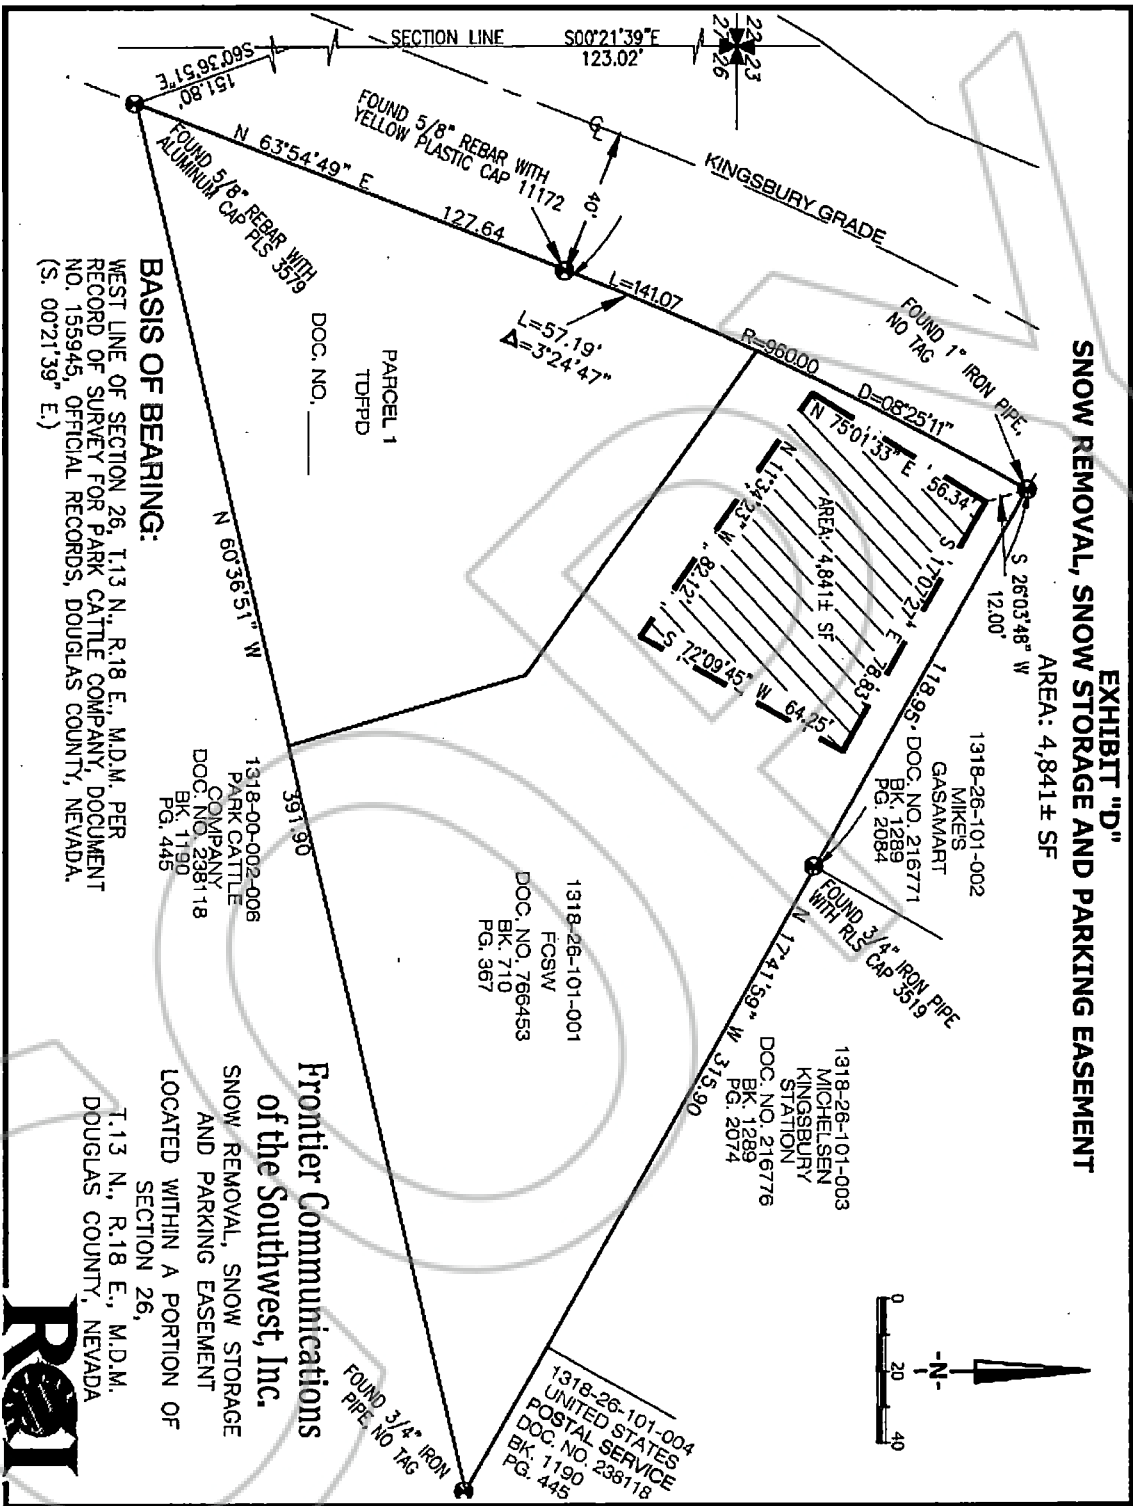 EXHIBIT "D"
SNOW REMOVAL, SNOW STORAGE AND PARKING EASEMENT
AREA: 4,841± SF
22 23
27 26
SECTION LINE S00°21'39"E
123.02'
S60°36'51"E
151.80'
FOUND 5/8" REBAR WITH
YELLOW PLASTIC CAP 11172
℄
40'
KINGSBURY GRADE
FOUND 1" IRON PIPE,
NO TAG
N 63°54'49" E
127.64
FOUND 5/8" REBAR WITH
ALUMINUM CAP PLS 3579
L=141.07
R=960.00
D=08°25'11"
L=57.19'
Δ=3°24'47"
S 26°03'48" W
12.00'
N 75°01'33" E 56.34'
S 17°07'27" E 78.83'
AREA: 4,841± SF
N 11°34'23" W 82.12'
S 72°09'45" W 64.25'
118.95'
1318-26-101-002
MIKE'S
GASAMART
DOC. NO. 216771
BK. 1289
PG. 2084
FOUND 3/4" IRON PIPE
WITH RLS CAP 3519
N 17°41'59" W 315.90
1318-26-101-003
MICHELSEN
KINGSBURY
STATION
DOC. NO. 216776
BK. 1289
PG. 2074
0 20 40
-N-
1318-26-101-004
UNITED STATES
POSTAL SERVICE
DOC. NO. 238118
BK. 1190
PG. 445
FOUND 3/4" IRON
PIPE, NO TAG
PARCEL 1
TDFPD
DOC. NO. ______
1318-26-101-001
FCSW
DOC. NO. 766453
BK. 710
PG. 367
N 60°36'51" W
391.90
1318-00-002-006
PARK CATTLE
COMPANY
DOC. NO. 238118
BK. 1190
PG. 445
BASIS OF BEARING:
WEST LINE OF SECTION 26, T.13 N., R.18 E., M.D.M. PER
RECORD OF SURVEY FOR PARK CATTLE COMPANY, DOCUMENT
NO. 155945, OFFICIAL RECORDS, DOUGLAS COUNTY, NEVADA.
(S. 00°21'39" E.)
Frontier Communications
of the Southwest, Inc.
SNOW REMOVAL, SNOW STORAGE
AND PARKING EASEMENT
LOCATED WITHIN A PORTION OF
SECTION 26,
T.13 N., R.18 E., M.D.M.
DOUGLAS COUNTY, NEVADA
ROI
COPY